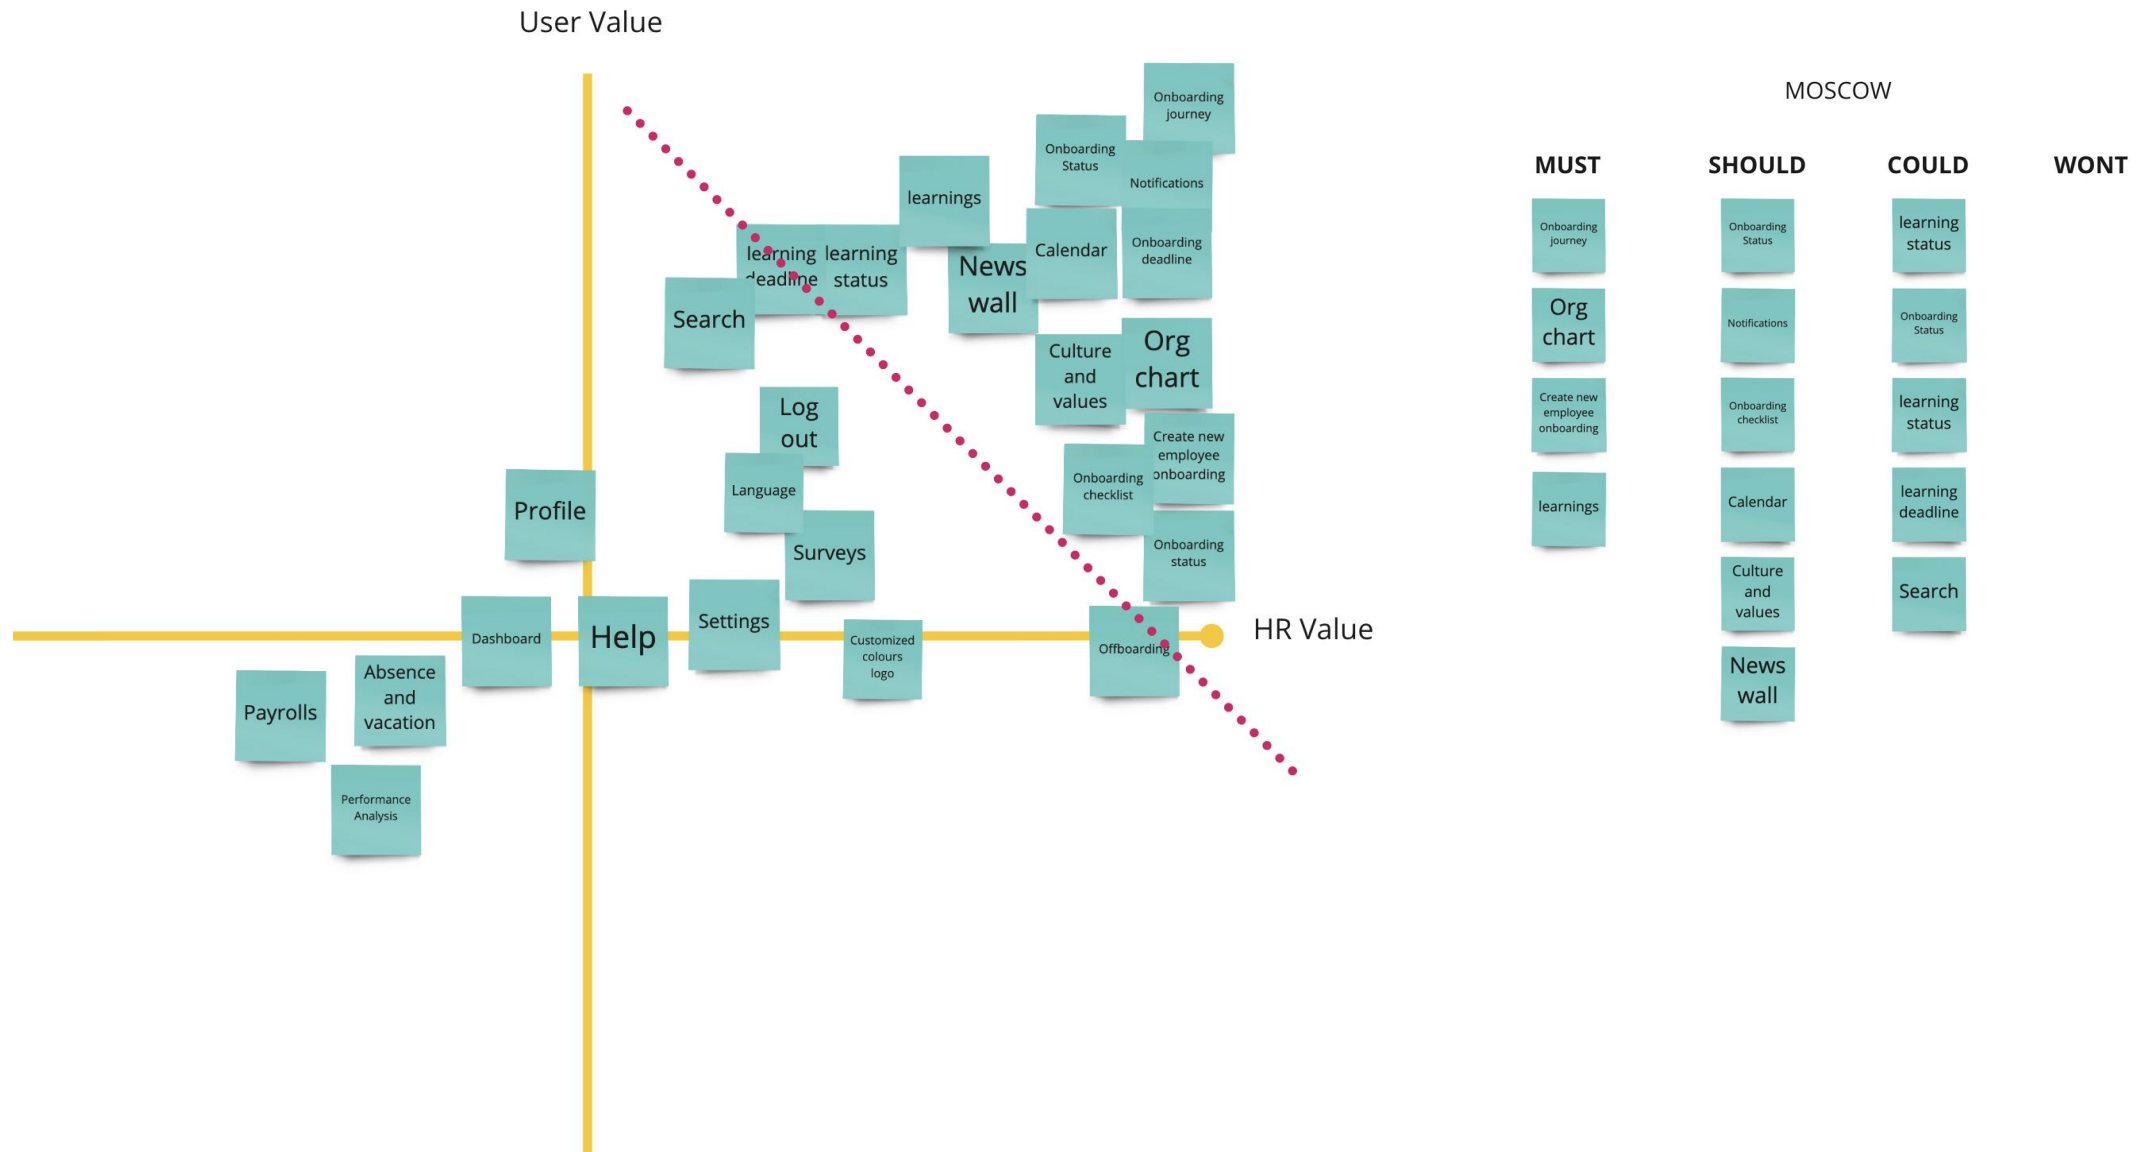 User Value
Onboarding
journey
Onboarding
Status
Notifications
learnings
Calendar
Onboarding
deadline
learning
deadline
learning
status
News
wall
Search
Culture
and
values
Org
chart
Log
out
Create new
employee
onboarding
Onboarding
checklist
Language
Profile
Surveys
Onboarding
status
Settings
HR Value
Dashboard
Help
Customized
colours
logo
Offboarding
Absence
and
vacation
Payrolls
Performance
Analysis
MOSCOW
MUST
Onboarding
journey
Org
chart
Create new
employee
onboarding
learnings
SHOULD
Onboarding
Status
Notifications
Onboarding
checklist
Calendar
Culture
and
values
News
wall
COULD
learning
status
Onboarding
Status
learning
status
learning
deadline
Search
WONT